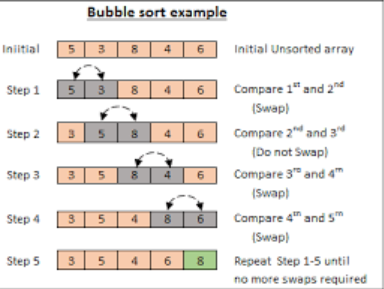 Bubble sort example
Iniitial 5 3 8 4 6 Initial Unsorted array
Step 1 5 3 8 4 6 Compare 1st and 2nd
(Swap)
Step 2 3 5 8 4 6 Compare 2nd and 3rd
(Do not Swap)
Step 3 3 5 8 4 6 Compare 3rd and 4th
(Swap)
Step 4 3 5 4 8 6 Compare 4th and 5th
(Swap)
Step 5 3 5 4 6 8 Repeat Step 1-5 until
no more swaps required